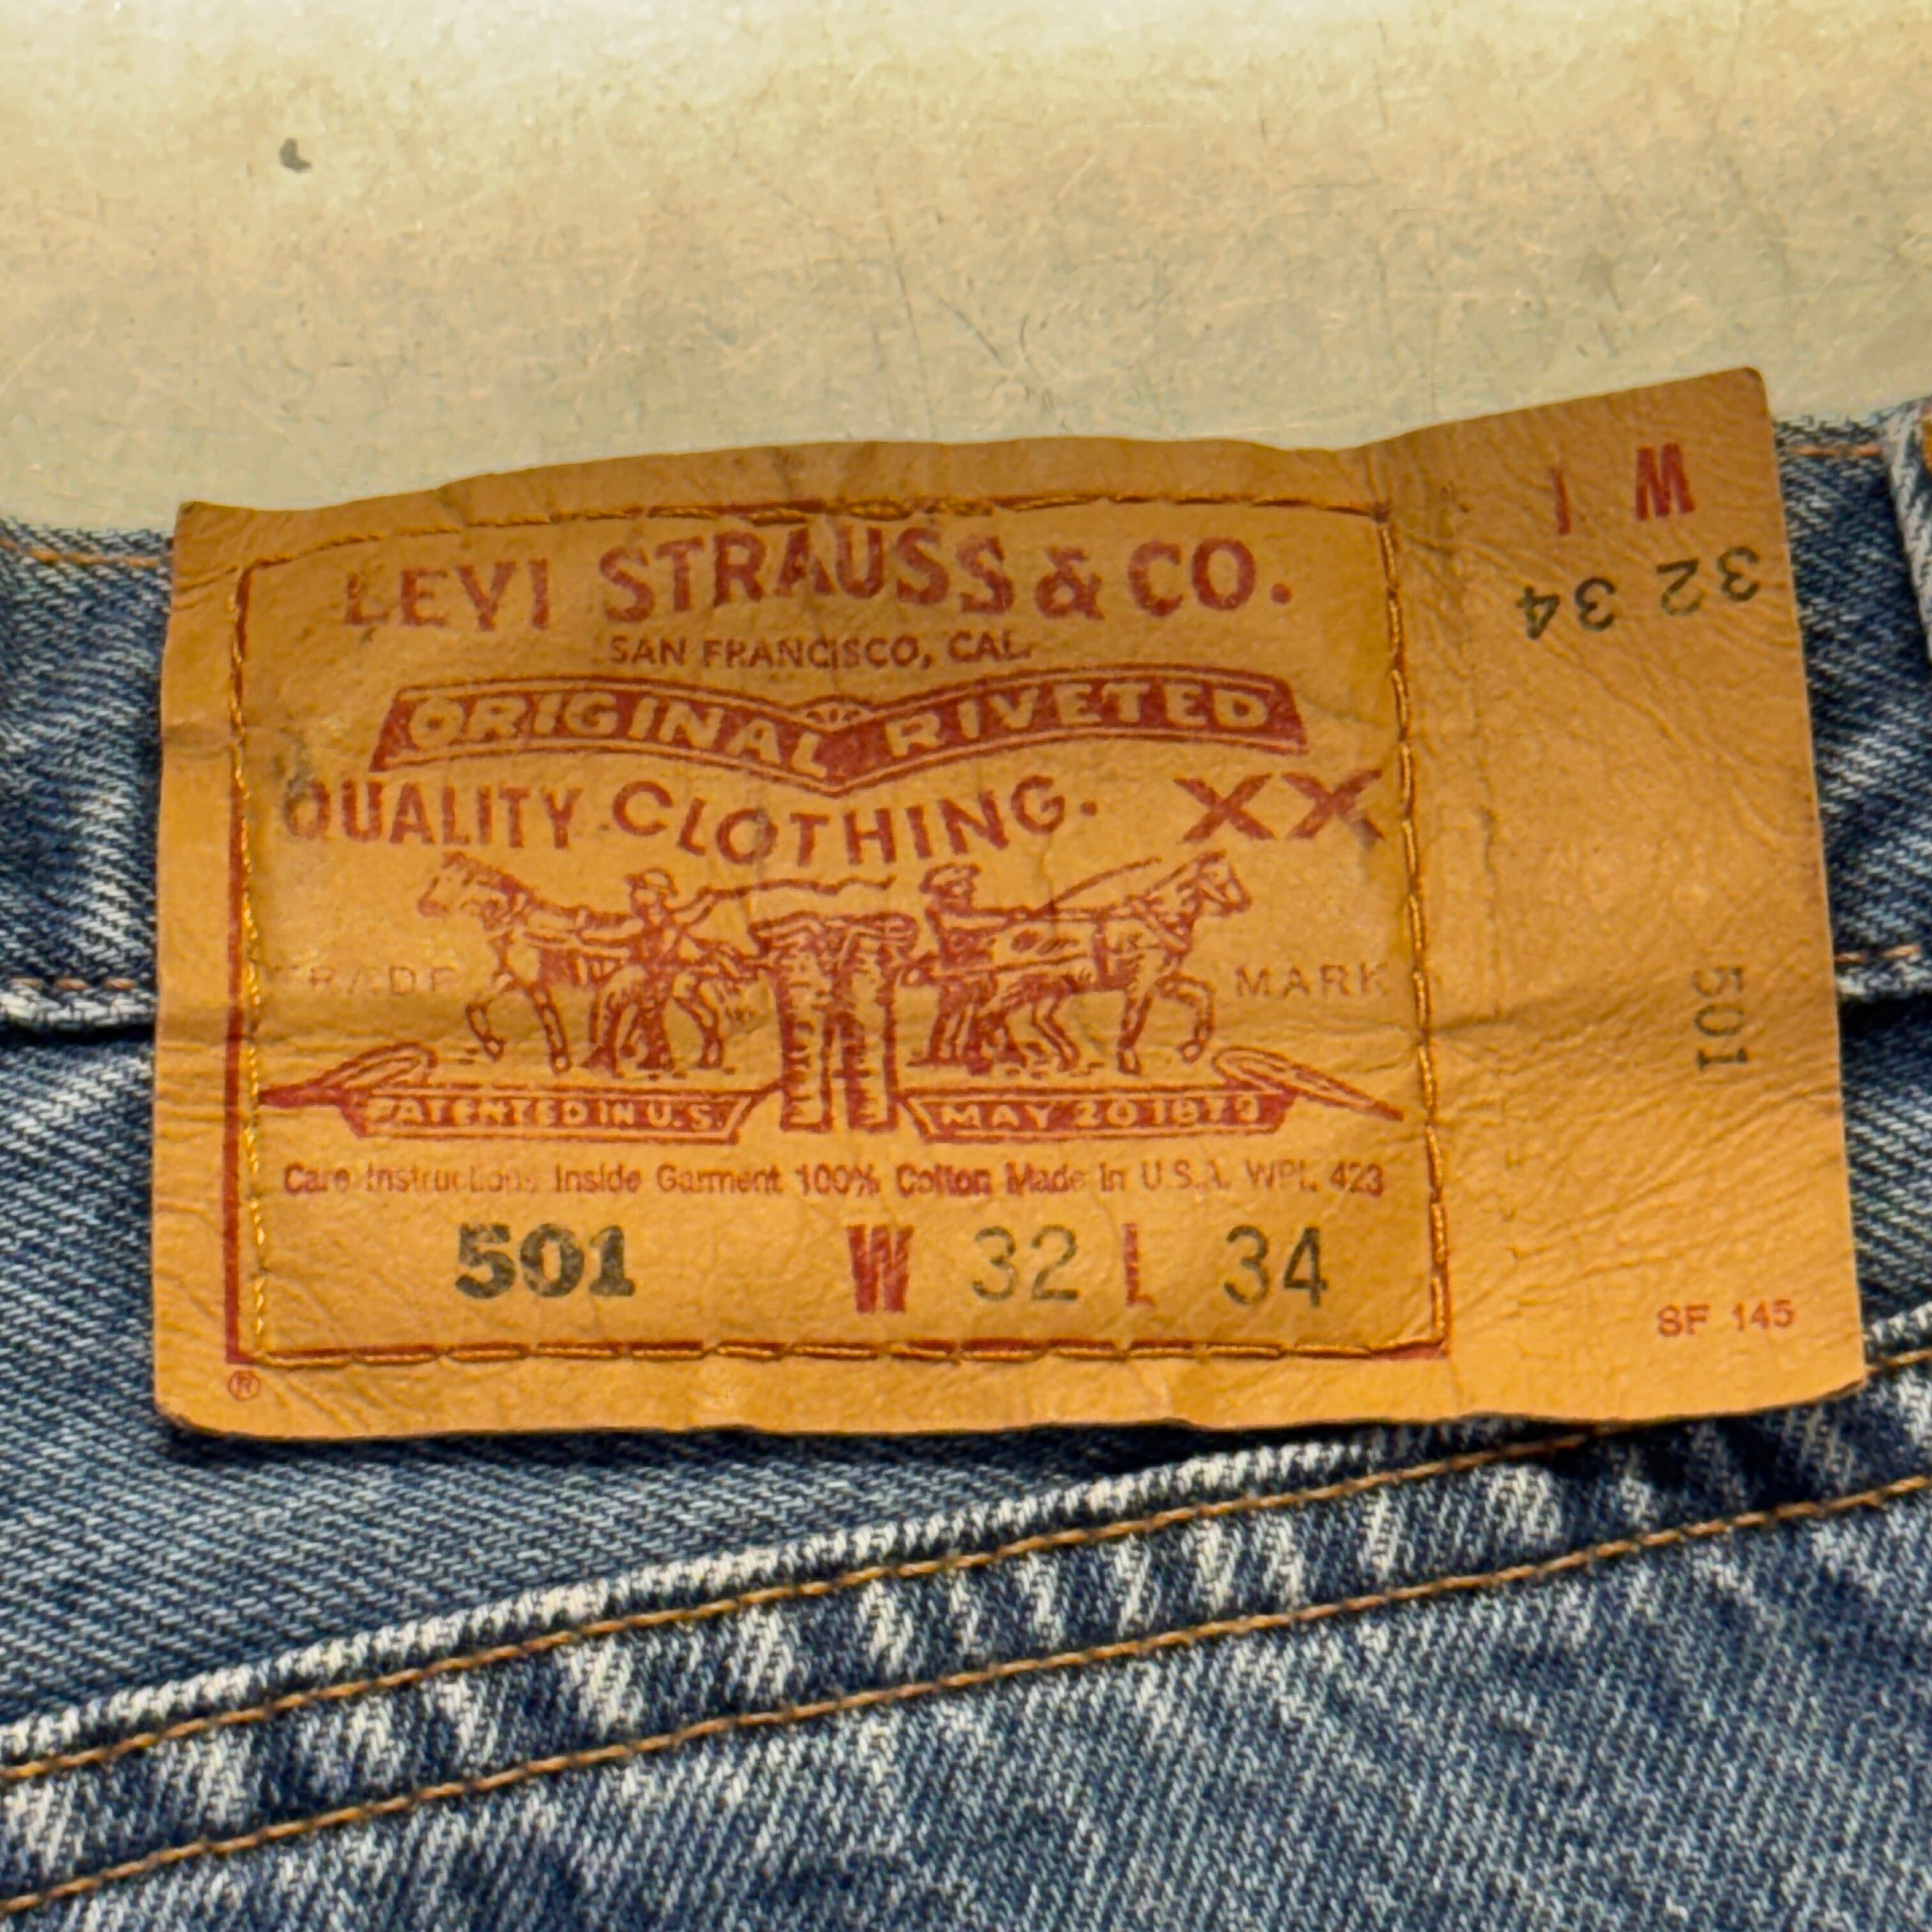 LEVI STRAUSS & CO.
SAN FRANCISCO, CAL.
ORIGINAL RIVETED
QUALITY CLOTHING. XX
TRADE MARK
PATENTED IN U.S. MAY 20 1873
Care Instructions Inside Garment 100% Cotton Made In U.S.A. WPL 423
501 W 32 L 34
®
W L
32 34
501
SF 145